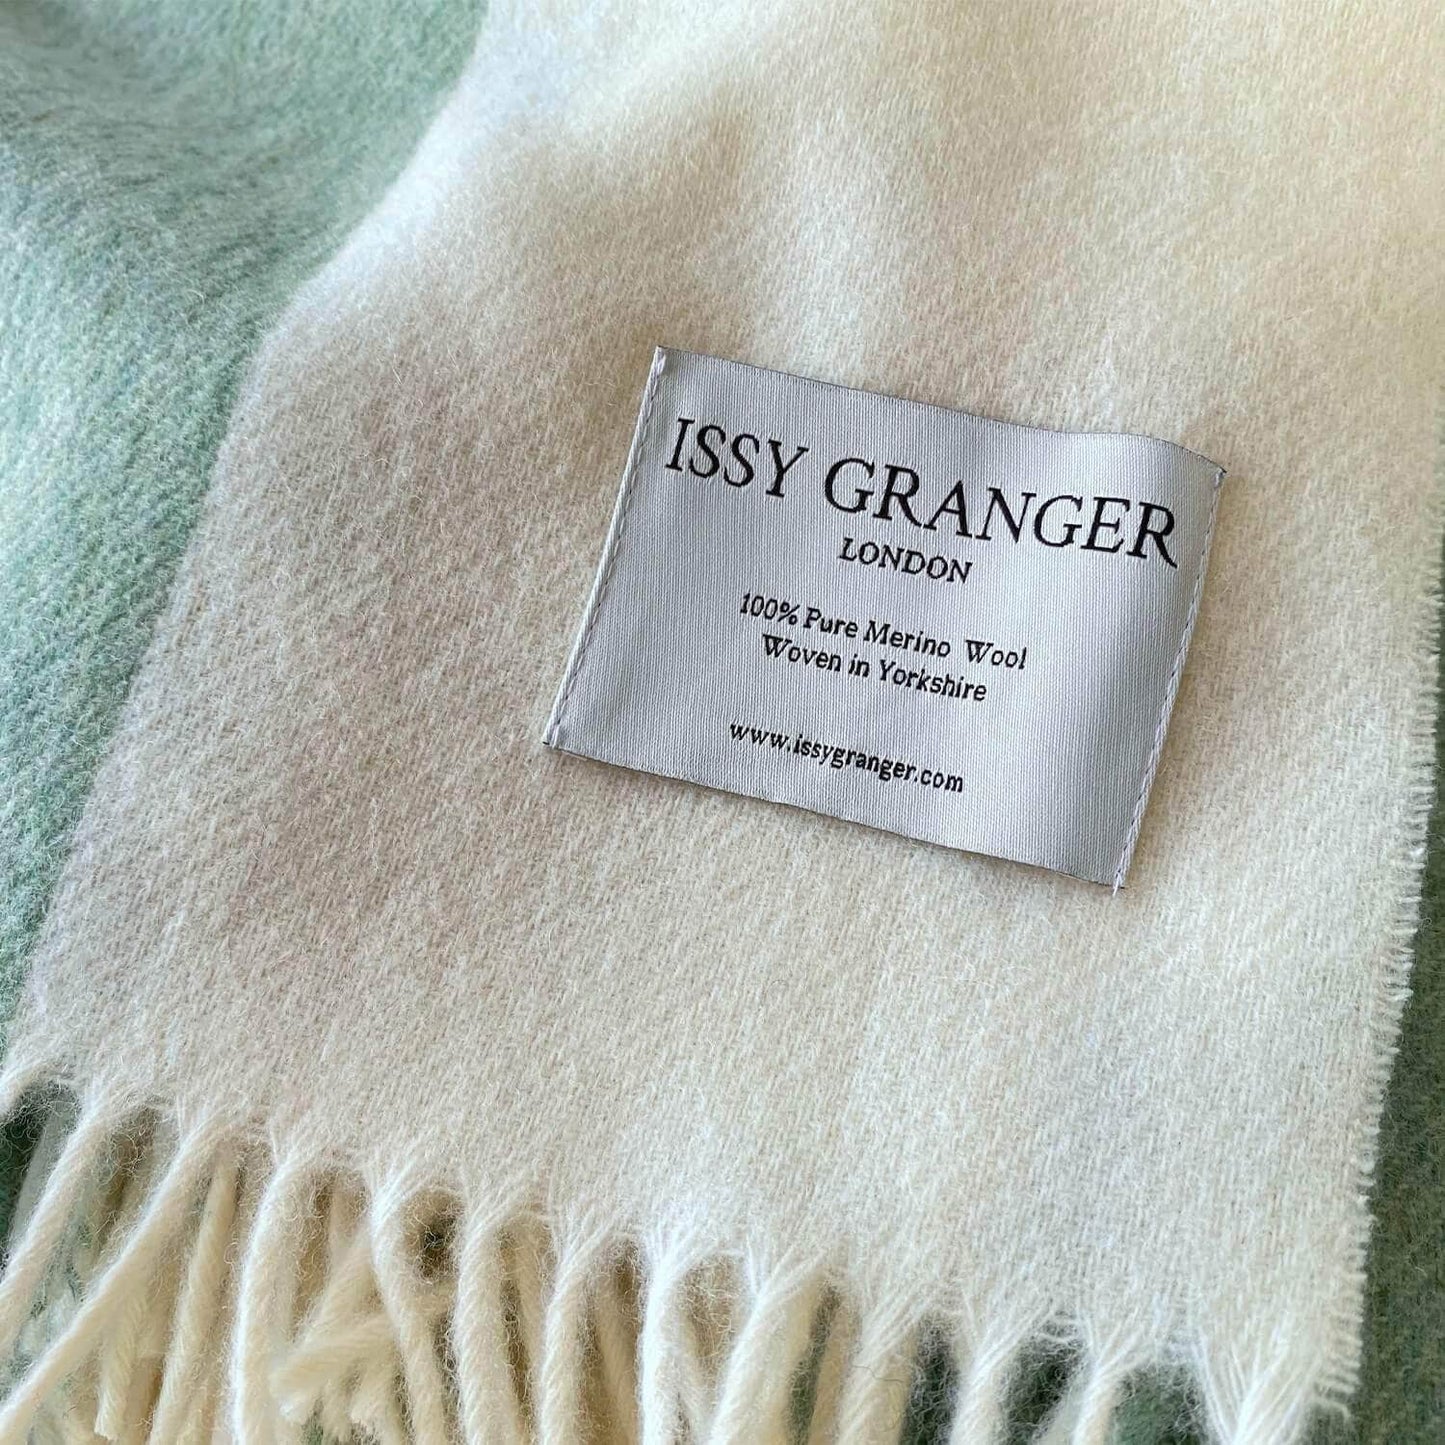 ISSY GRANGER
LONDON
100% Pure Merino Wool
Woven in Yorkshire
www.issygranger.com